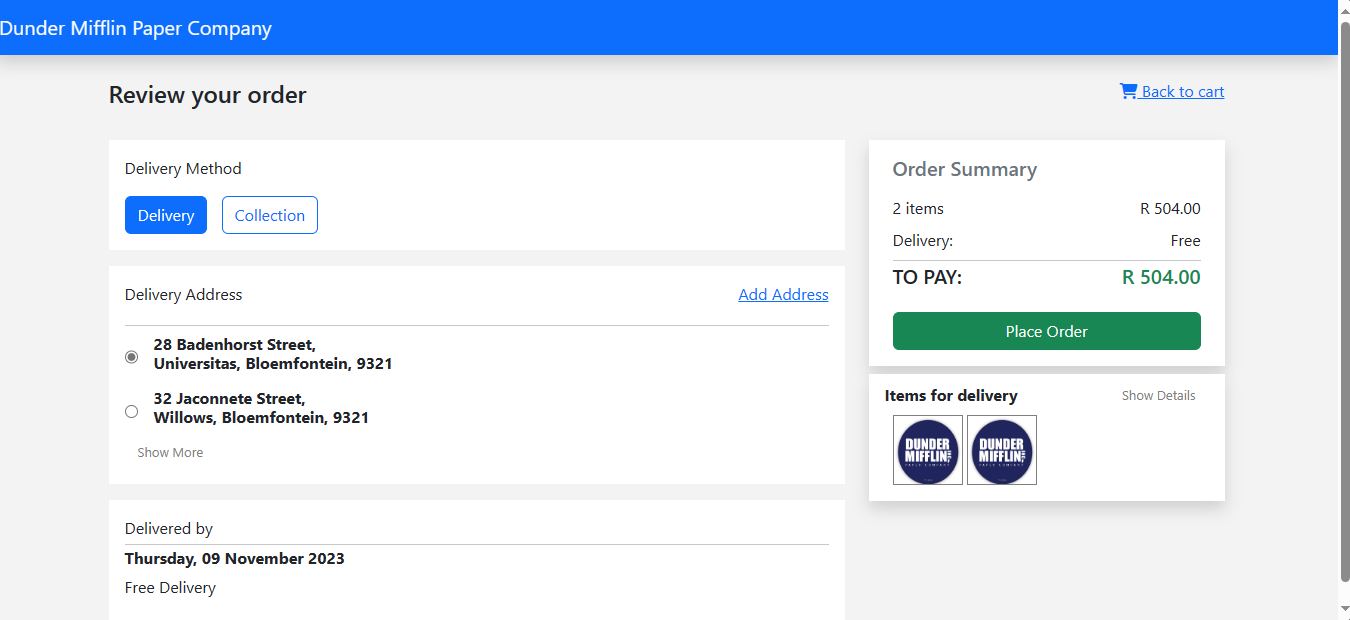 Dunder Mifflin Paper Company
Review your order
Back to cart
Delivery Method
Delivery
Collection
Delivery Address
Add Address
28 Badenhorst Street,
Universitas, Bloemfontein, 9321
32 Jaconnete Street,
Willows, Bloemfontein, 9321
Show More
Delivered by
Thursday, 09 November 2023
Free Delivery
Order Summary
2 items R 504.00
Delivery: Free
TO PAY: R 504.00
Place Order
Items for delivery
Show Details
DUNDER
MIFFLIN
PAPER COMPANY
DUNDER
MIFFLIN
PAPER COMPANY